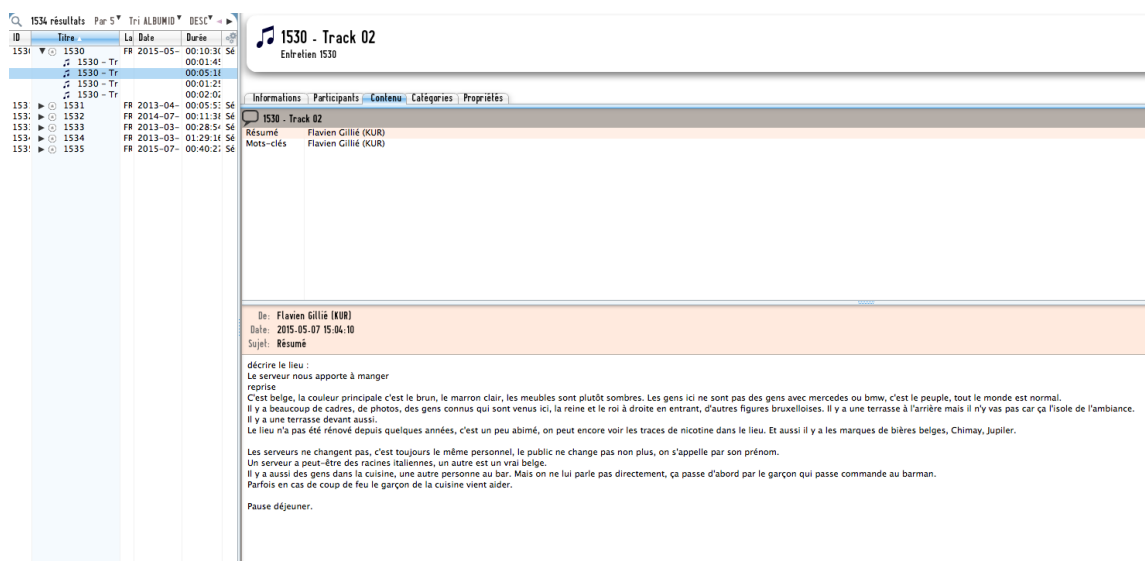 1534 résultats Par 5 Tri ALBUMID DESC
ID Titre La Date Durée
1530 FR 2015-05- 00:10:3 Sé
1530 - Tr 00:01:4
1530 - Tr 00:05:18
1530 - Tr 00:01:2
1530 - Tr 00:02:02
153 1531 FR 2013-04- 00:05:5 Sé
153 1532 FR 2014-07- 00:11:38 Sé
153 1533 FR 2013-03- 00:28:54 Sé
153 1534 FR 2013-03- 01:29:16 Sé
153 1535 FR 2015-07- 00:40:27 Sé
1530 - Track 02
Entretien 1530
Informations Participants Contenu Catégories Propriétés
1530 - Track 02
Résumé Flavien Gillié (KUR)
Mots-clés Flavien Gillié (KUR)
De: Flavien Gillié (KUR)
Date: 2015-05-07 15:04:10
Sujet: Résumé
décrire le lieu :
Le serveur nous apporte à manger
reprise
C'est belge, la couleur principale c'est le brun, le marron clair, les meubles sont plutôt sombres. Les gens ici ne sont pas des gens avec mercedes ou bmw, c'est le peuple, tout le monde est normal.
Il y a beaucoup de cadres, de photos, des gens connus qui sont venus ici, la reine et le roi à droite en entrant, d'autres figures bruxelloises. Il y a une terrasse à l'arrière mais il n'y vas pas car ça l'isole de l'ambiance.
Il y a une terrasse devant aussi.
Le lieu n'a pas été rénové depuis quelques années, c'est un peu abimé, on peut encore voir les traces de nicotine dans le lieu. Et aussi il y a les marques de bières belges, Chimay, Jupiler.
Les serveurs ne changent pas, c'est toujours le même personnel, le public ne change pas non plus, on s'appelle par son prénom.
Un serveur a peut-être des racines italiennes, un autre est un vrai belge.
Il y a aussi des gens dans la cuisine, une autre personne au bar. Mais on ne lui parle pas directement, ça passe d'abord par le garçon qui passe commande au barman.
Parfois en cas de coup de feu le garçon de la cuisine vient aider.
Pause déjeuner.